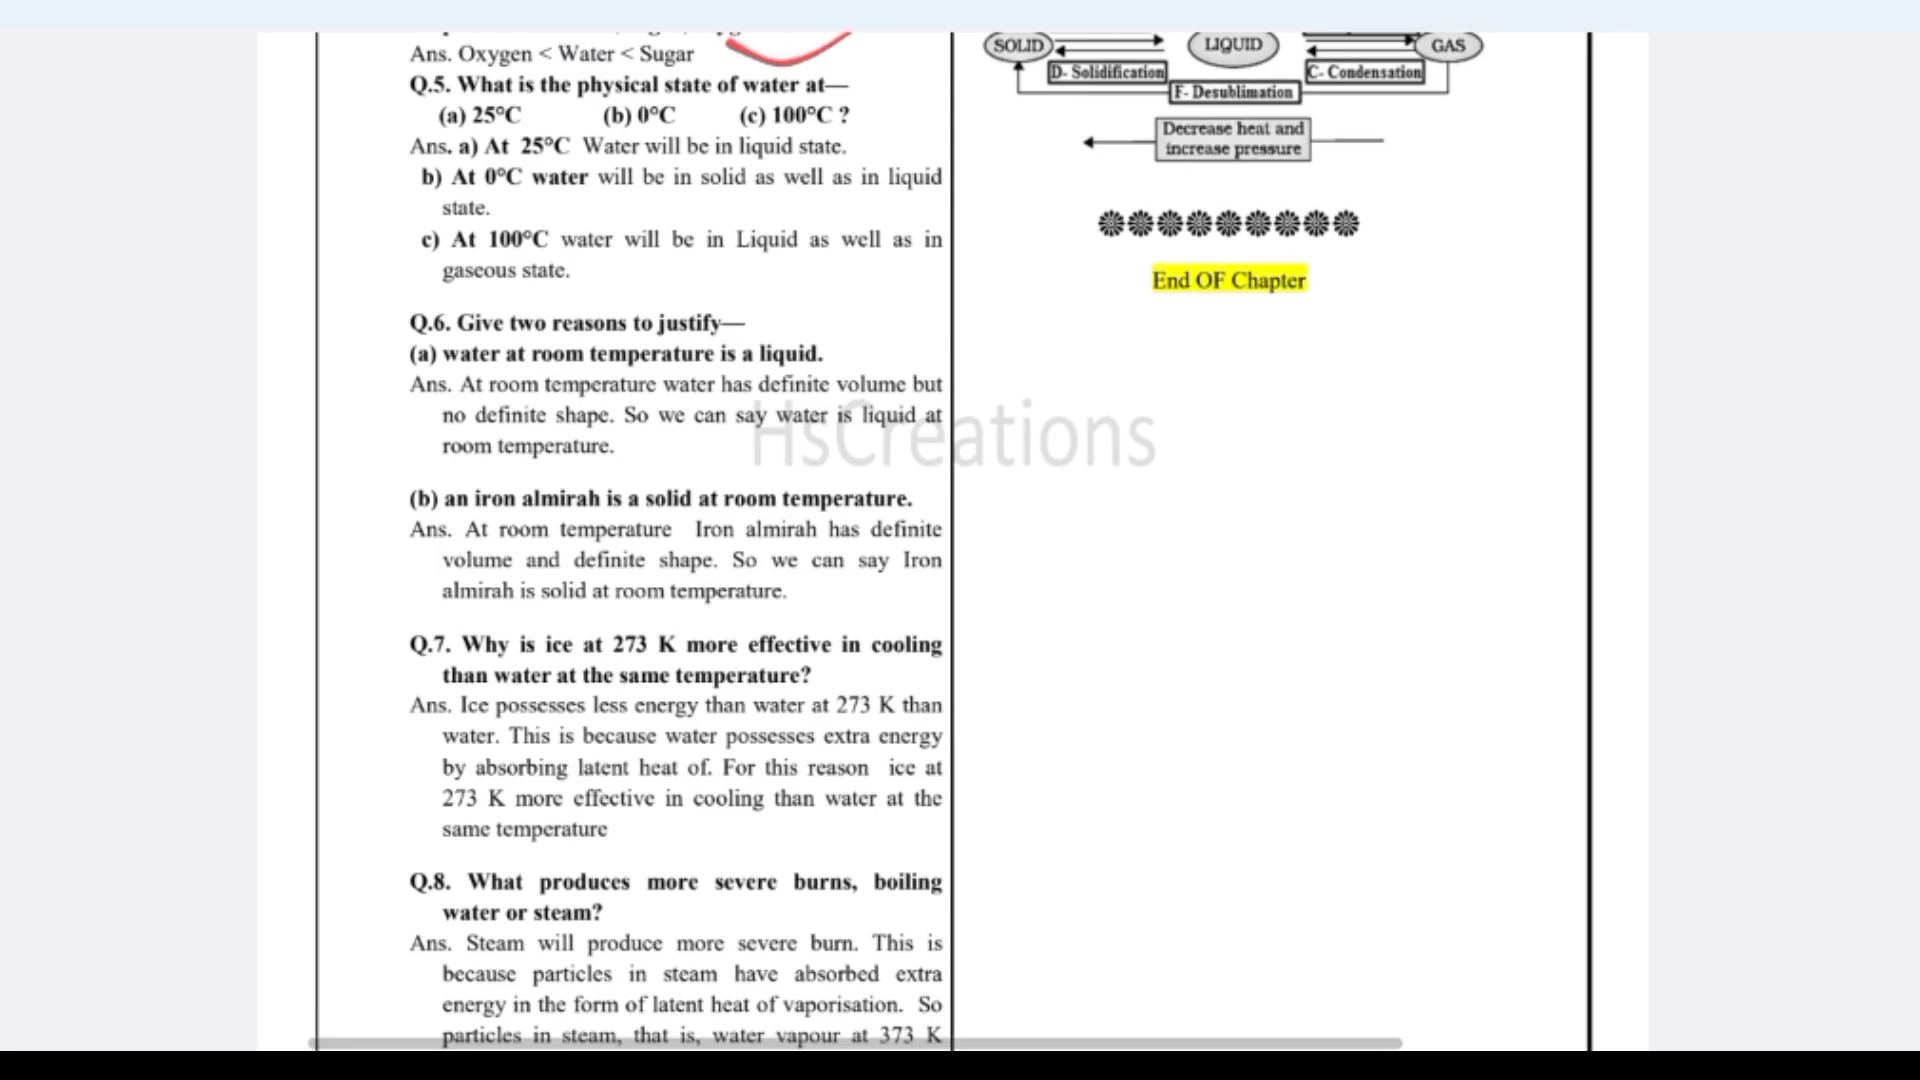 Ans. Oxygen < Water < Sugar
Q.5. What is the physical state of water at—
(a) 25°C (b) 0°C (c) 100°C ?
Ans. a) At 25°C Water will be in liquid state.
b) At 0°C water will be in solid as well as in liquid
state.
c) At 100°C water will be in Liquid as well as in
gaseous state.
Q.6. Give two reasons to justify—
(a) water at room temperature is a liquid.
Ans. At room temperature water has definite volume but
no definite shape. So we can say water is liquid at
room temperature.
(b) an iron almirah is a solid at room temperature.
Ans. At room temperature Iron almirah has definite
volume and definite shape. So we can say Iron
almirah is solid at room temperature.
Q.7. Why is ice at 273 K more effective in cooling
than water at the same temperature?
Ans. Ice possesses less energy than water at 273 K than
water. This is because water possesses extra energy
by absorbing latent heat of. For this reason ice at
273 K more effective in cooling than water at the
same temperature
Q.8. What produces more severe burns, boiling
water or steam?
Ans. Steam will produce more severe burn. This is
because particles in steam have absorbed extra
energy in the form of latent heat of vaporisation. So
particles in steam, that is, water vapour at 373 K
SOLID LIQUID GAS
D- Solidification C- Condensation
F- Desublimation
Decrease heat and
increase pressure
End OF Chapter
HsCreations